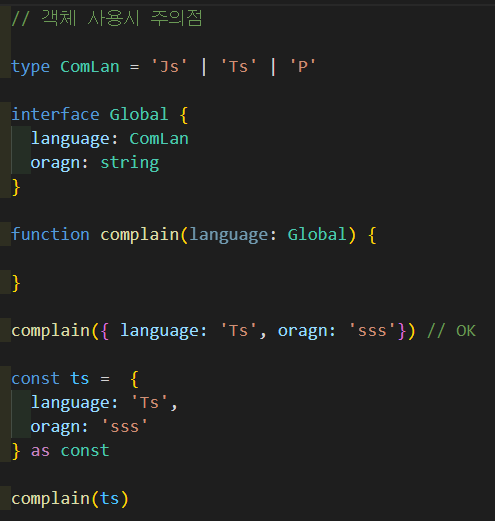 // 객체 사용시 주의점
type ComLan = 'Js' | 'Ts' | 'P'
interface Global {
language: ComLan
oragn: string
}
function complain(language: Global) {
}
complain({ language: 'Ts', oragn: 'sss'}) // OK
const ts =  {
language: 'Ts',
oragn: 'sss'
} as const
complain(ts)